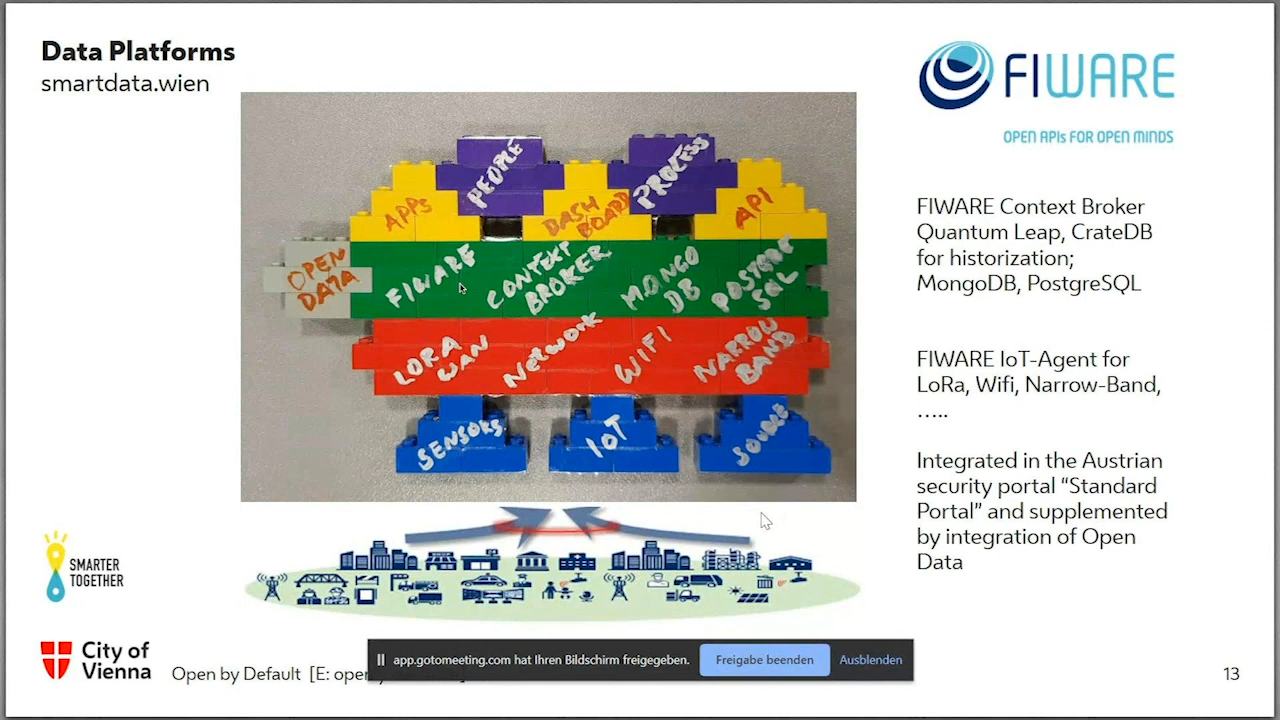 Data Platforms
smartdata.wien
FIWARE
OPEN APIs FOR OPEN MINDS
PEOPLE
PROCESS
APPs
DASH
BOARD
API
OPEN
DATA
FIWARE
CONTEXT
BROKER
MONGO
DB
POSTGRE
SQL
LORA
WAN
NETWORK
WIFI
NARROW
BAND
SENSORS
IoT
SOURCE
FIWARE Context Broker
Quantum Leap, CrateDB
for historization;
MongoDB, PostgreSQL
FIWARE IoT-Agent for
LoRa, Wifi, Narrow-Band,
.....
Integrated in the Austrian
security portal “Standard
Portal” and supplemented
by integration of Open
Data
SMARTER
TOGETHER
City of
Vienna
Open by Default [E: open
app.gotomeeting.com hat Ihren Bildschirm freigegeben.
Freigabe beenden
Ausblenden
13